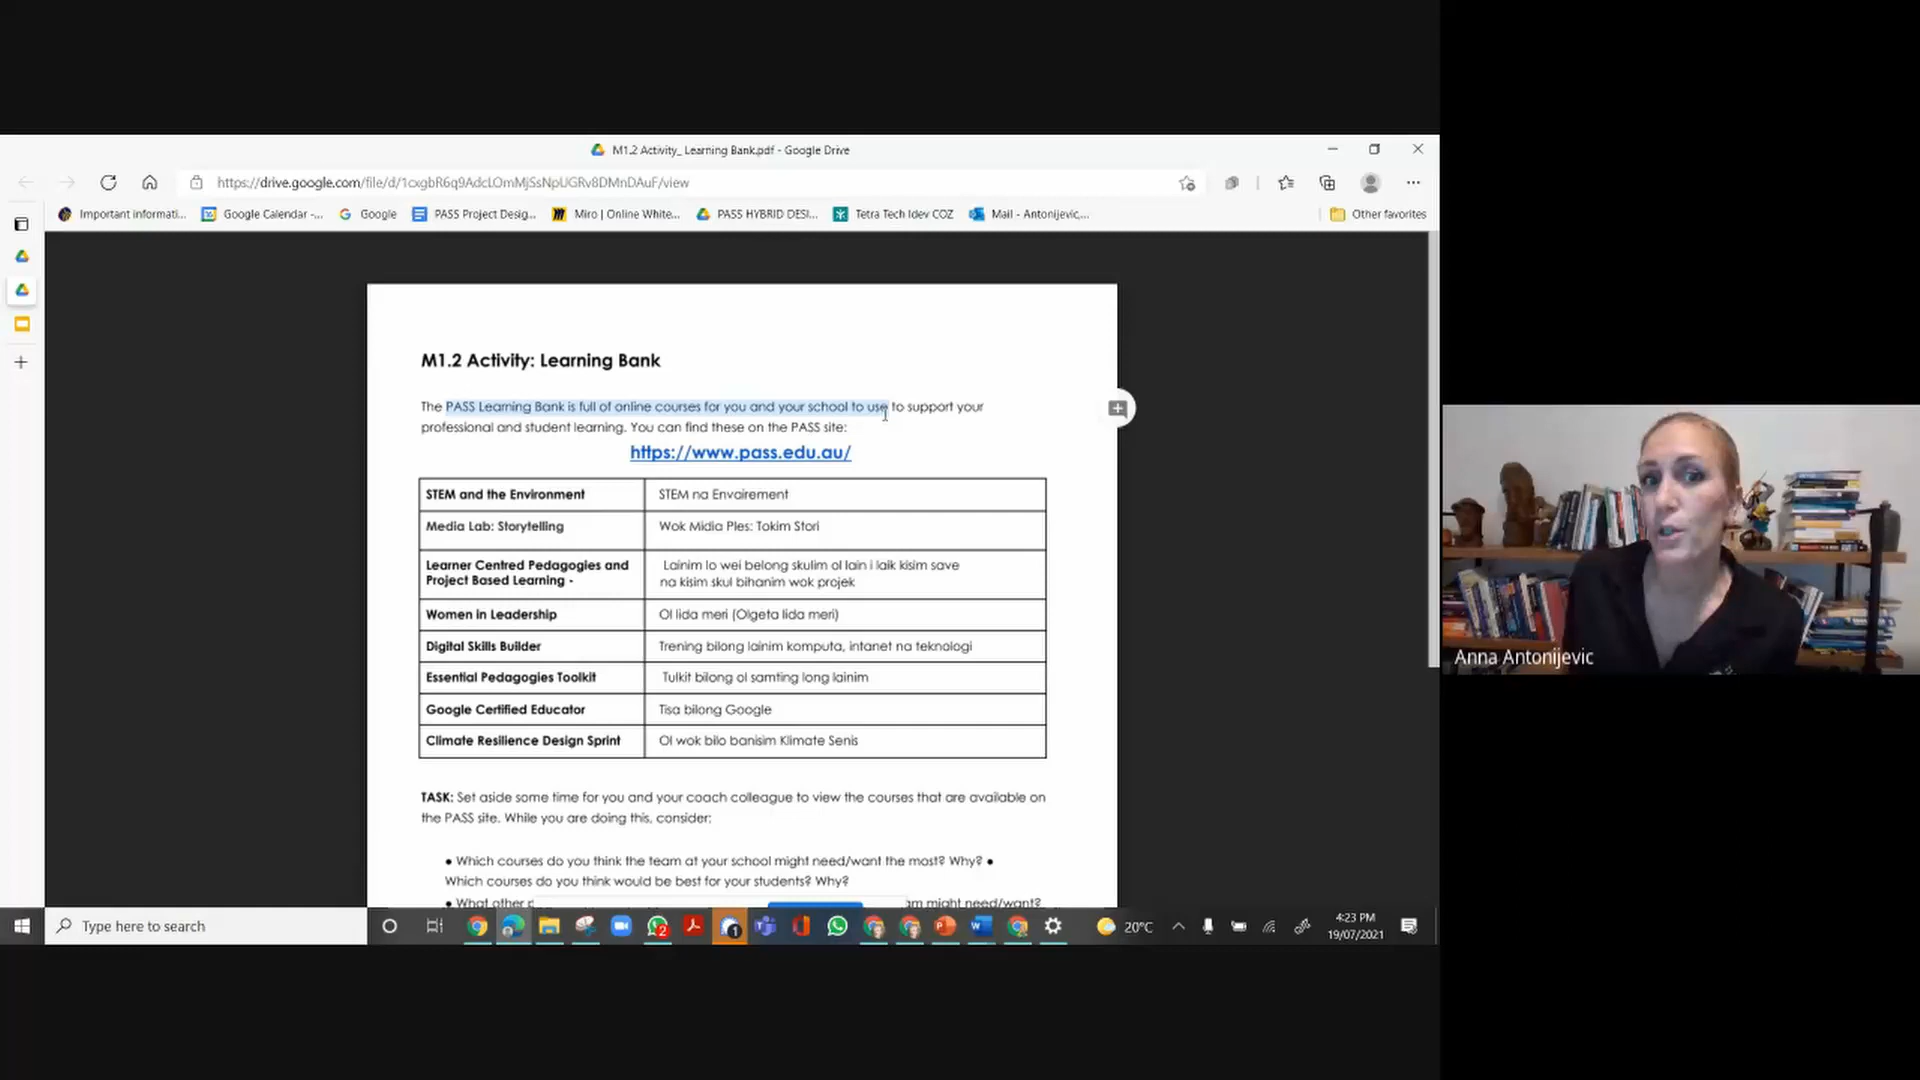 M1.2 Activity_ Learning Bank.pdf - Google Drive
https://drive.google.com/file/d/1cxgbR6q9AdcLOmMjSsNpUGRv8DMnDAuF/view
Important informati... Google Calendar -... Google PASS Project Desig... Miro | Online White... PASS HYBRID DESI... Tetra Tech Idev COZ Mail - Antonijevic,... Other favorites
M1.2 Activity: Learning Bank
The PASS Learning Bank is full of online courses for you and your school to use to support your
professional and student learning. You can find these on the PASS site:
https://www.pass.edu.au/
STEM and the Environment STEM na Envairement
Media Lab: Storytelling Wok Midia Ples: Tokim Stori
Learner Centred Pedagogies and Lainim lo wei belong skulim ol lain i laik kisim save
Project Based Learning - na kisim skul bihanim wok projek
Women in Leadership Ol lida meri (Olgeta lida meri)
Digital Skills Builder Trening bilong lainim komputa, intanet na teknologi
Essential Pedagogies Toolkit Tulkit bilong ol samting long lainim
Google Certified Educator Tisa bilong Google
Climate Resilience Design Sprint Ol wok bilo banisim Klimate Senis
TASK: Set aside some time for you and your coach colleague to view the courses that are available on
the PASS site. While you are doing this, consider:
● Which courses do you think the team at your school might need/want the most? Why? ●
Which courses do you think would be best for your students? Why?
● What other am might need/want?
Anna Antonijevic
Type here to search 2 1 20°C 4:23 PM
19/07/2021